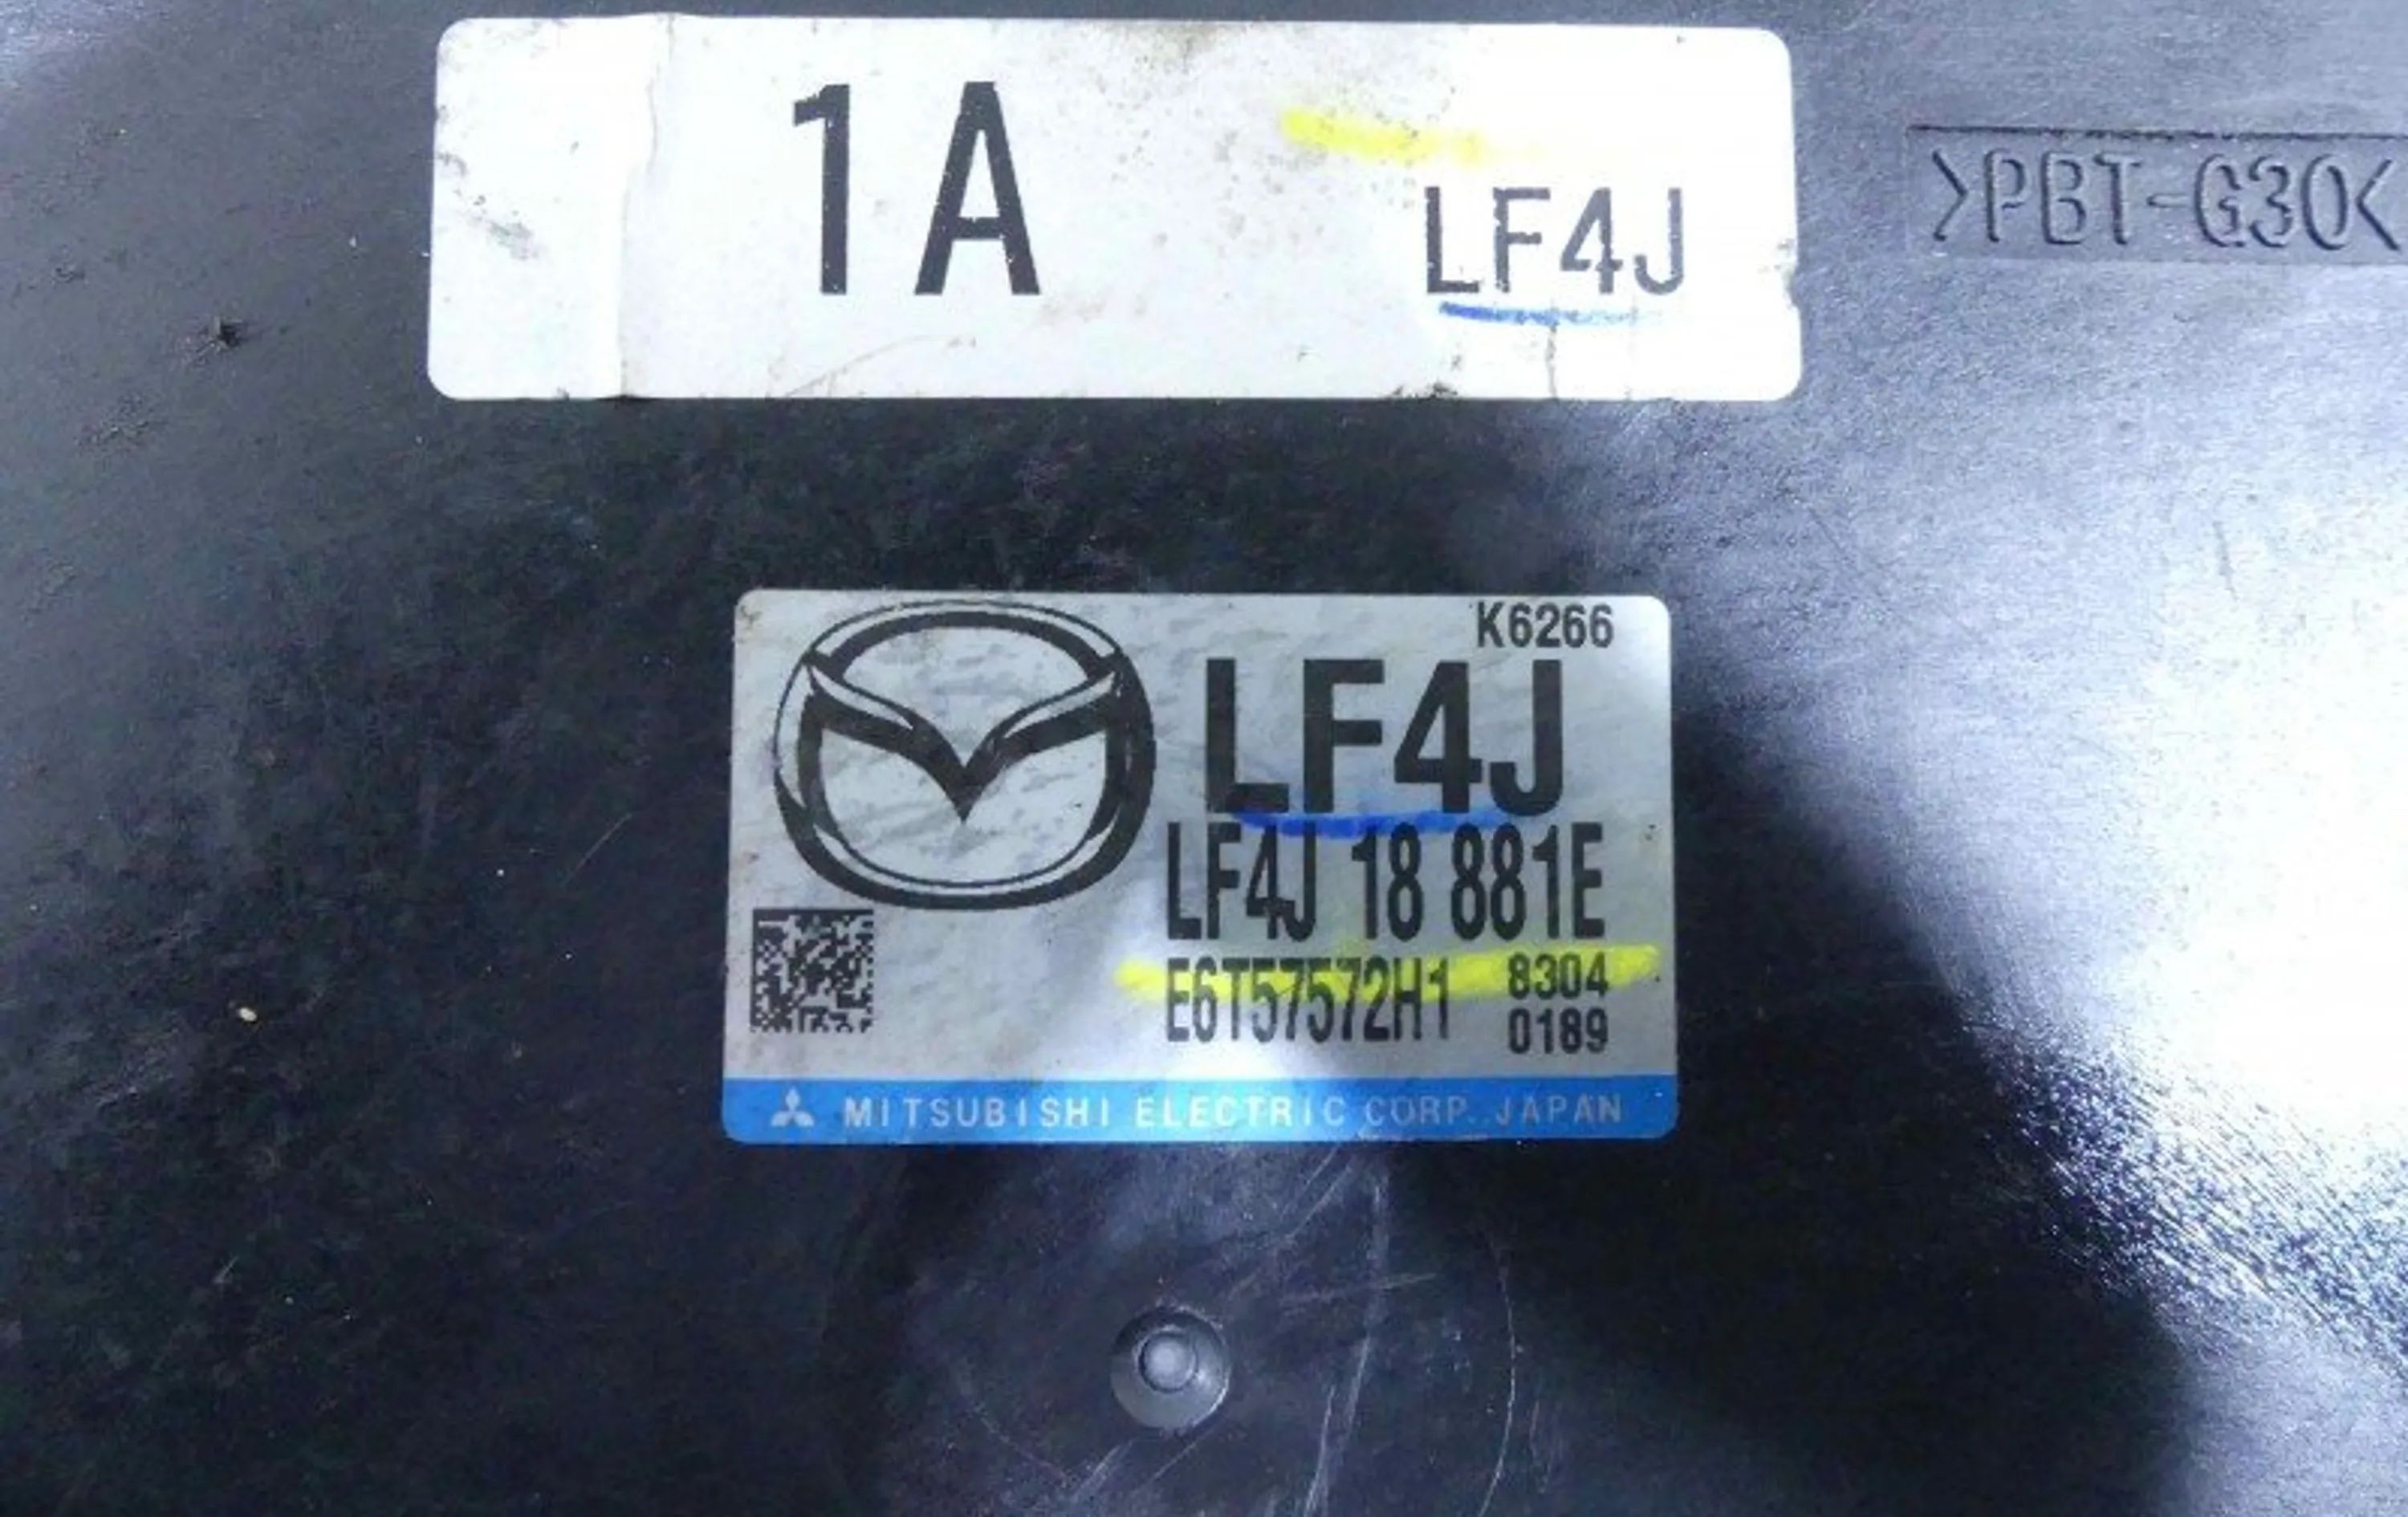 1A
LF4J
>PBT-G30<
K6266
LF4J
LF4J 18 881E
E6T57572H1 8304
0189
MITSUBISHI ELECTRIC CORP. JAPAN